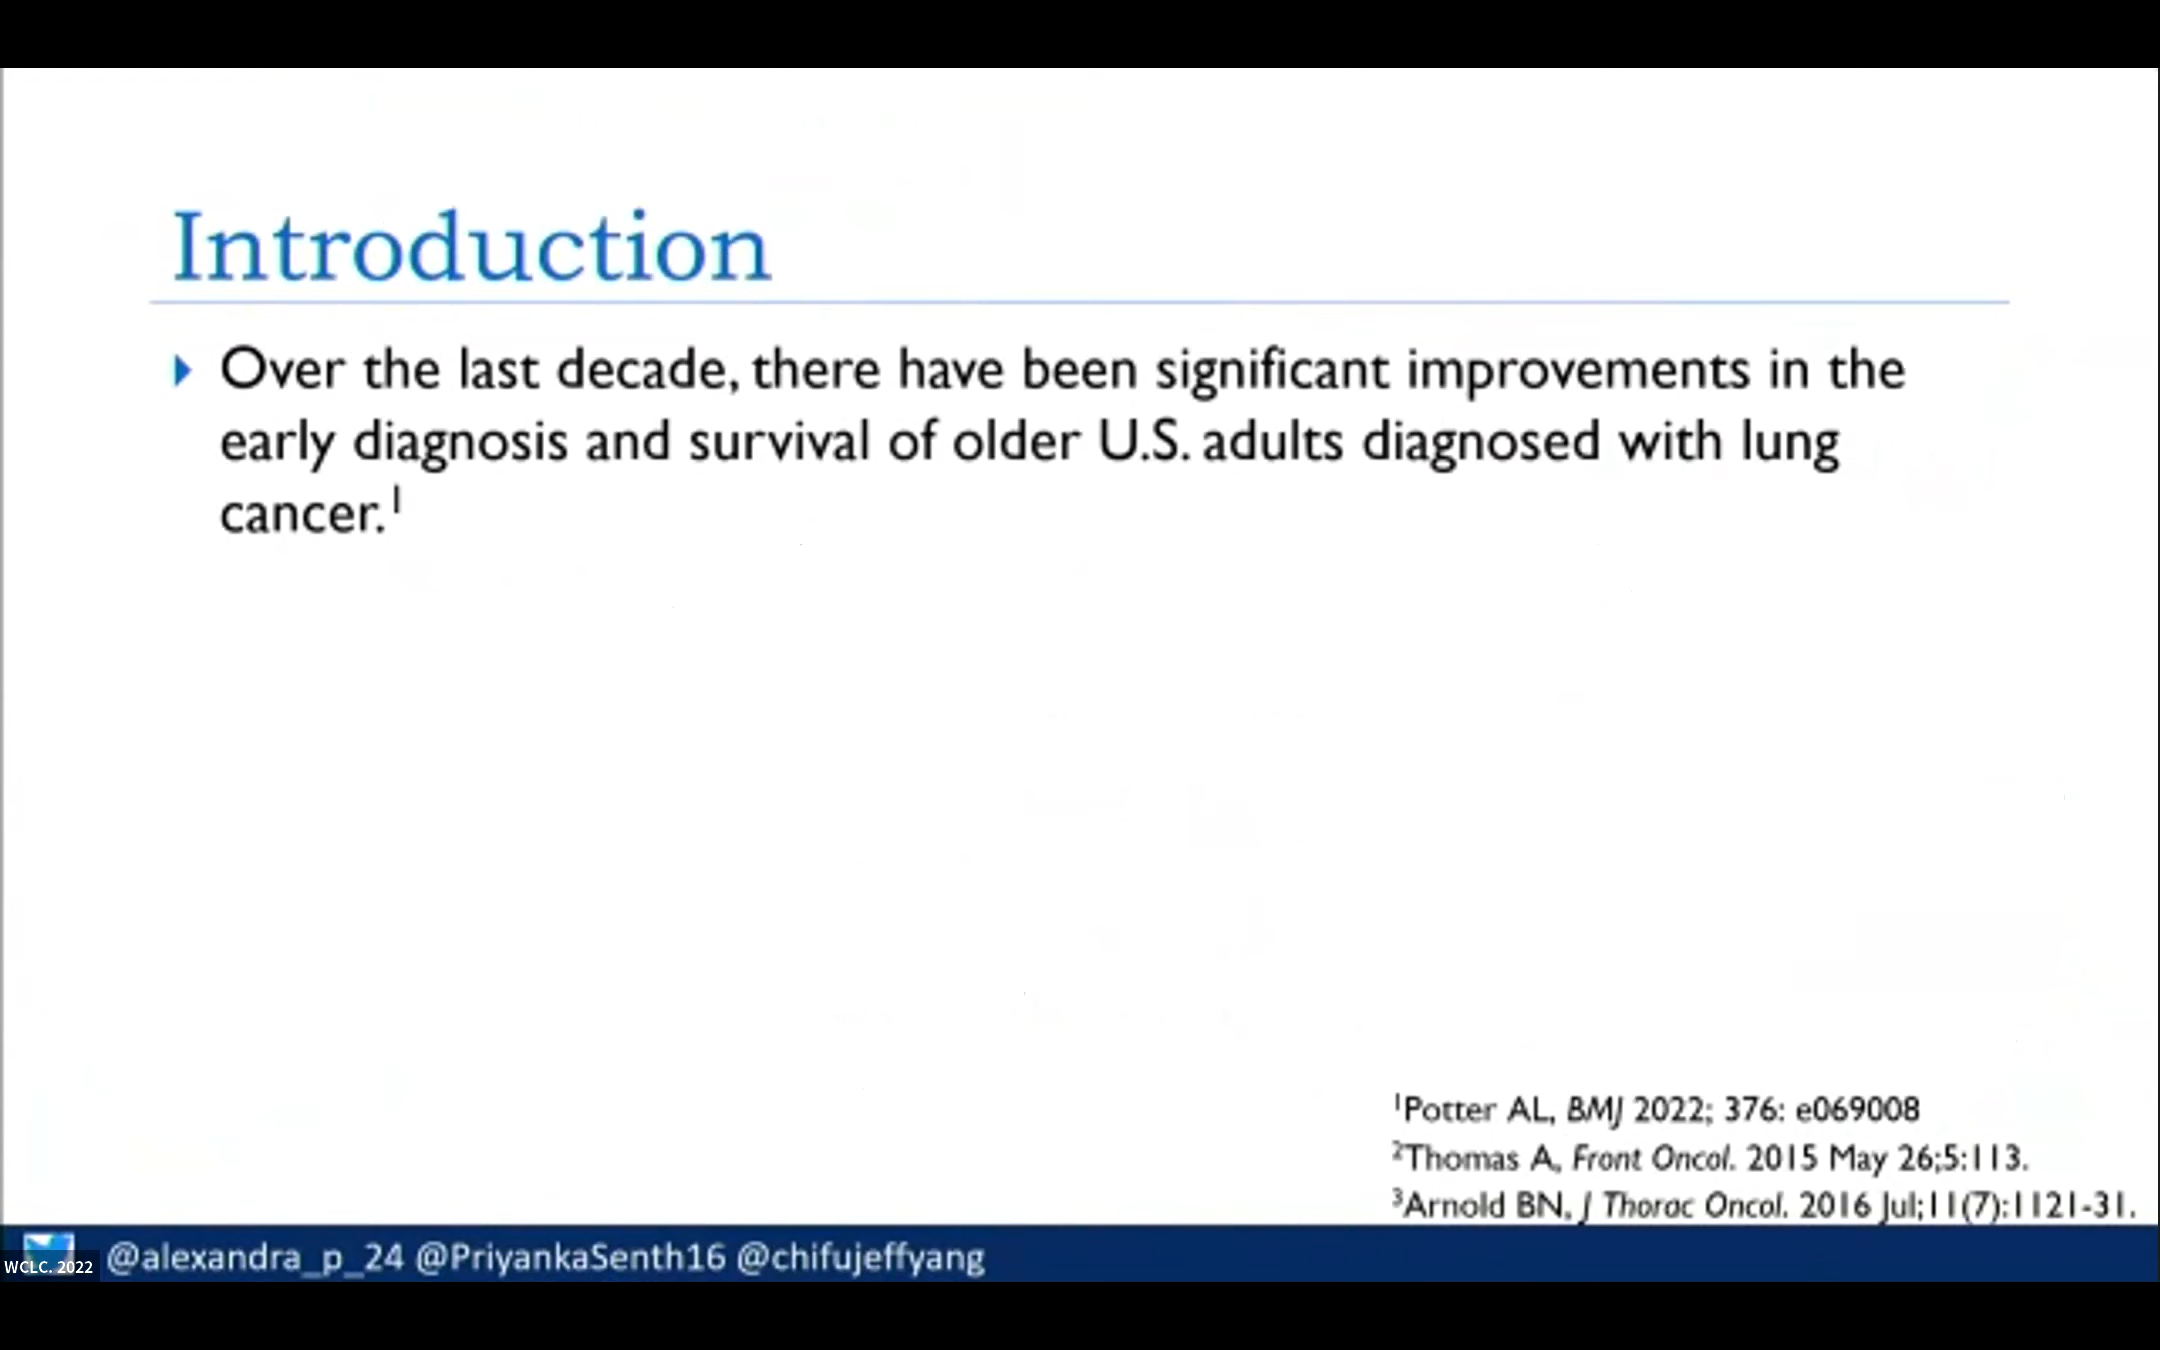 Introduction
Over the last decade, there have been significant improvements in the
early diagnosis and survival of older U.S. adults diagnosed with lung
cancer.¹
¹Potter AL, BMJ 2022; 376: e069008
²Thomas A, Front Oncol. 2015 May 26;5:113.
³Arnold BN, J Thorac Oncol. 2016 Jul;11(7):1121-31.
@alexandra_p_24 @PriyankaSenth16 @chifujeffyang
WCLC. 2022